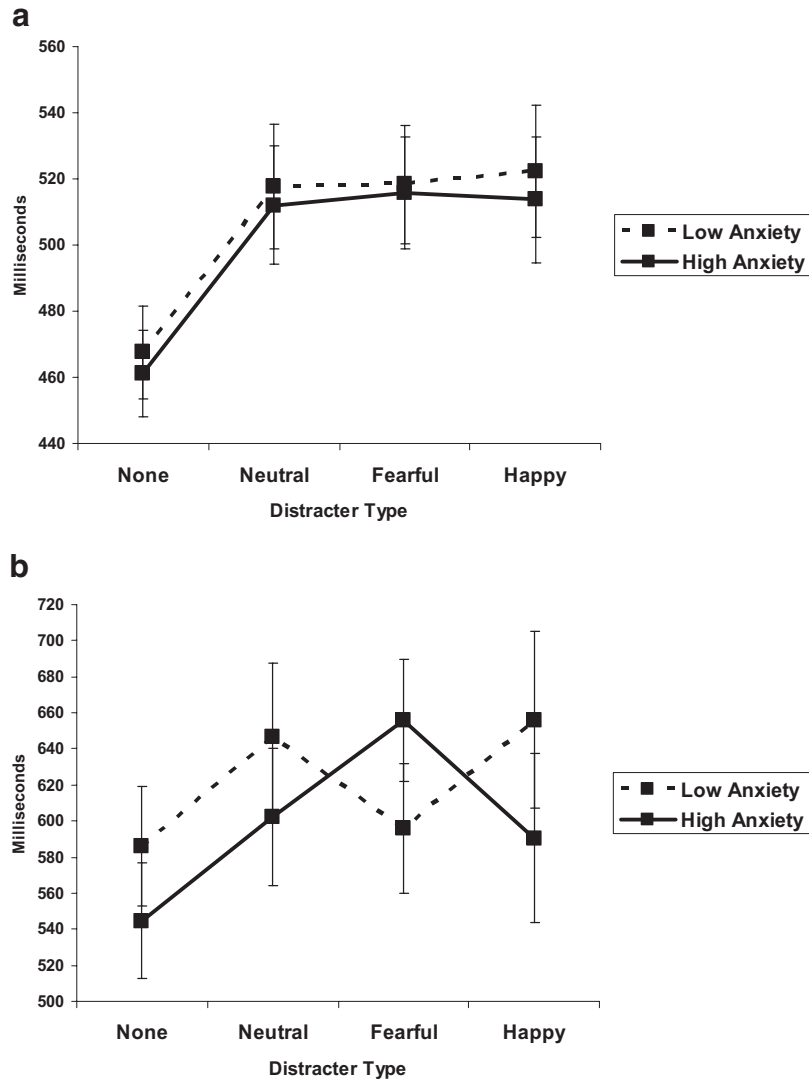 a
560
540
520
500
480
460
440
Milliseconds
None Neutral Fearful Happy
Distracter Type
Low Anxiety
High Anxiety
b
720
700
680
660
640
620
600
580
560
540
520
500
Milliseconds
None Neutral Fearful Happy
Distracter Type
Low Anxiety
High Anxiety